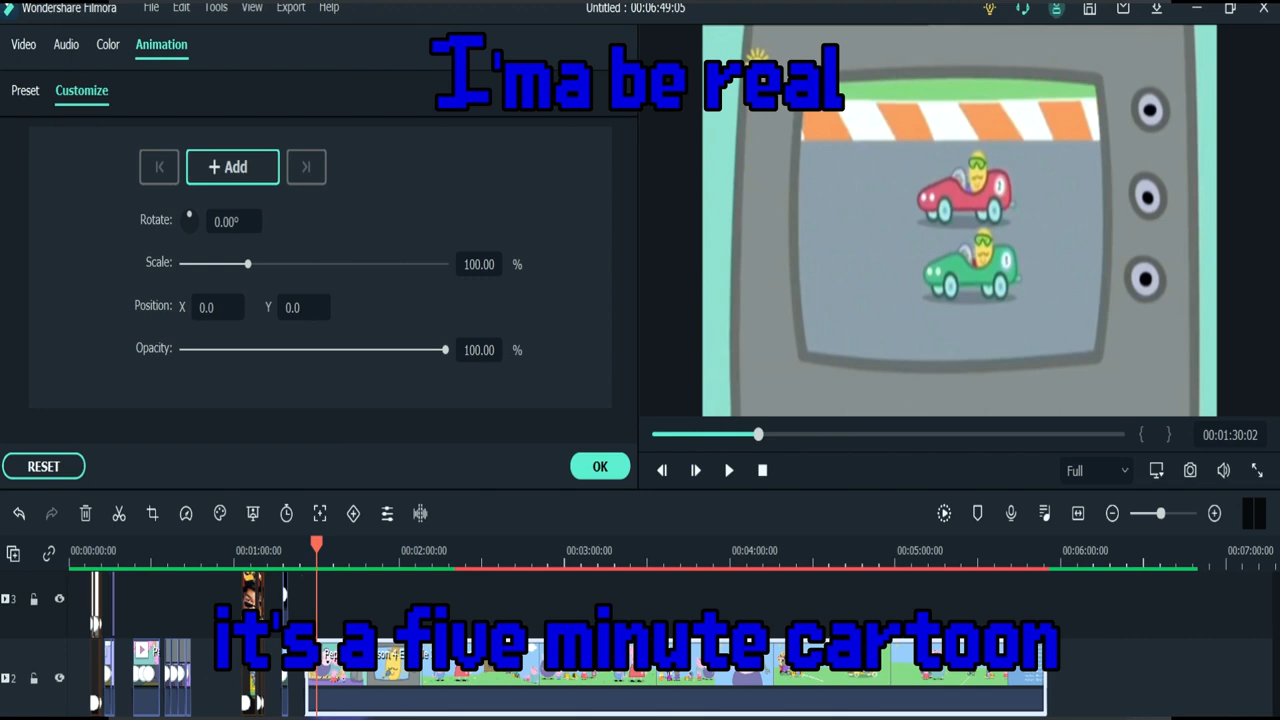 Wondershare Filmora File Edit Tools View Export Help Untitled : 00:06:49:05
Video Audio Color Animation
I'ma be real
Preset Customize
+ Add
Rotate: 0.00°
Scale: 100.00 %
Position: X 0.0 Y 0.0
Opacity: 100.00 %
00:01:30:02
RESET OK
Full
00:00:00:00 00:01:00:00 00:02:00:00 00:03:00:00 00:04:00:00 00:05:00:00 00:06:00:00 00:07:00:00
3
it's a five minute cartoon
2